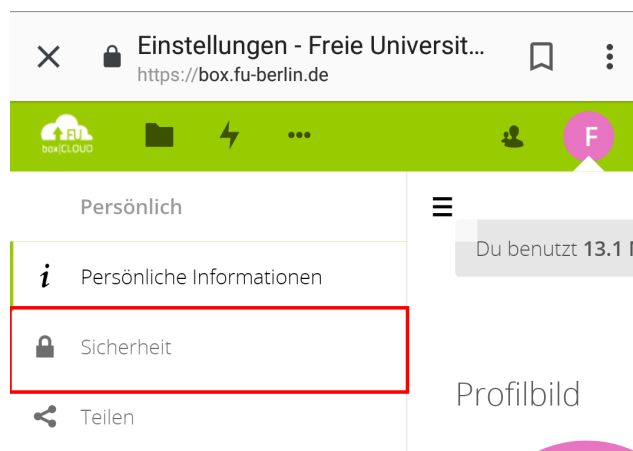 Einstellungen - Freie Universit...
https://box.fu-berlin.de
FU
box|CLOUD
F
Persönlich
Du benutzt 13.1
i Persönliche Informationen
Sicherheit
Profilbild
Teilen